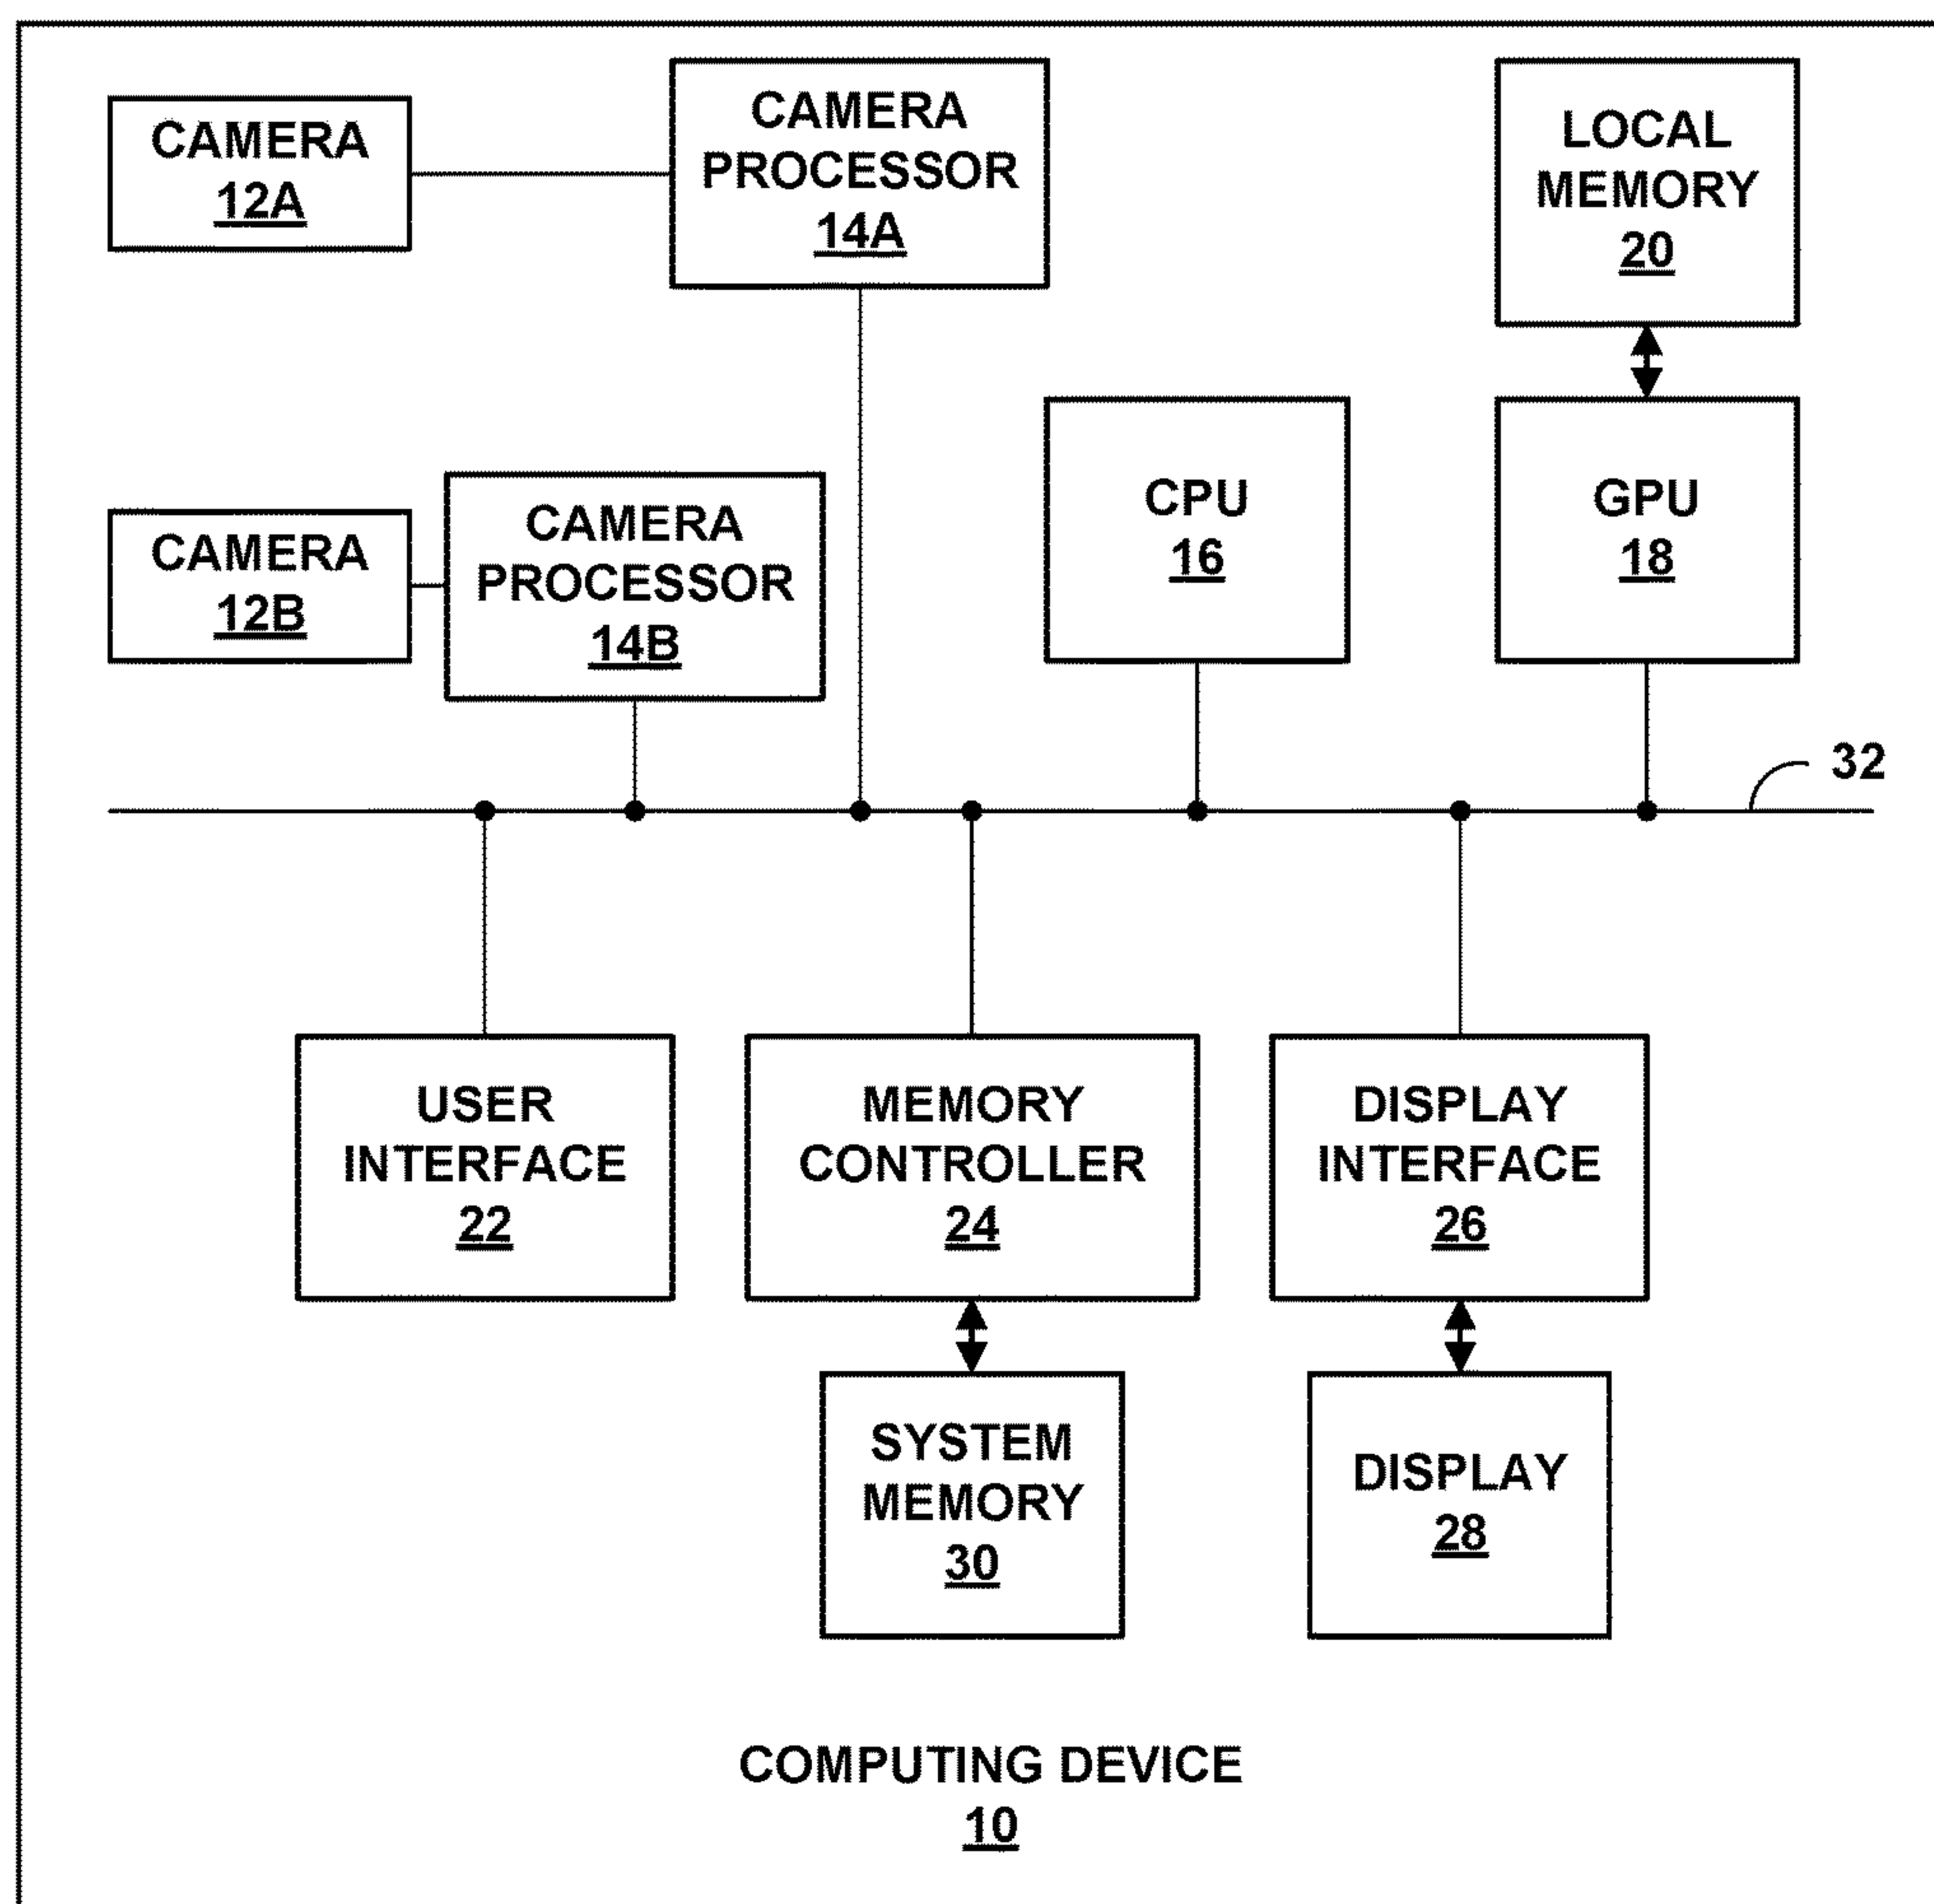 CAMERA
12A
CAMERA
PROCESSOR
14A
LOCAL
MEMORY
20
CAMERA
12B
CAMERA
PROCESSOR
14B
CPU
16
GPU
18
32
USER
INTERFACE
22
MEMORY
CONTROLLER
24
DISPLAY
INTERFACE
26
SYSTEM
MEMORY
30
DISPLAY
28
COMPUTING DEVICE
10